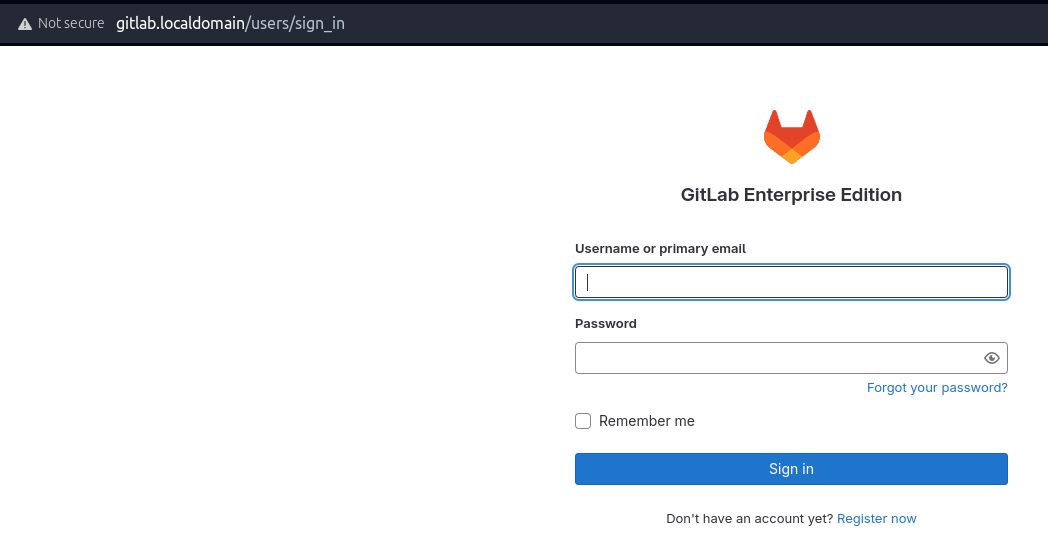 Not secure gitlab.localdomain/users/sign_in
GitLab Enterprise Edition
Username or primary email
Password
Forgot your password?
Remember me
Sign in
Don't have an account yet? Register now